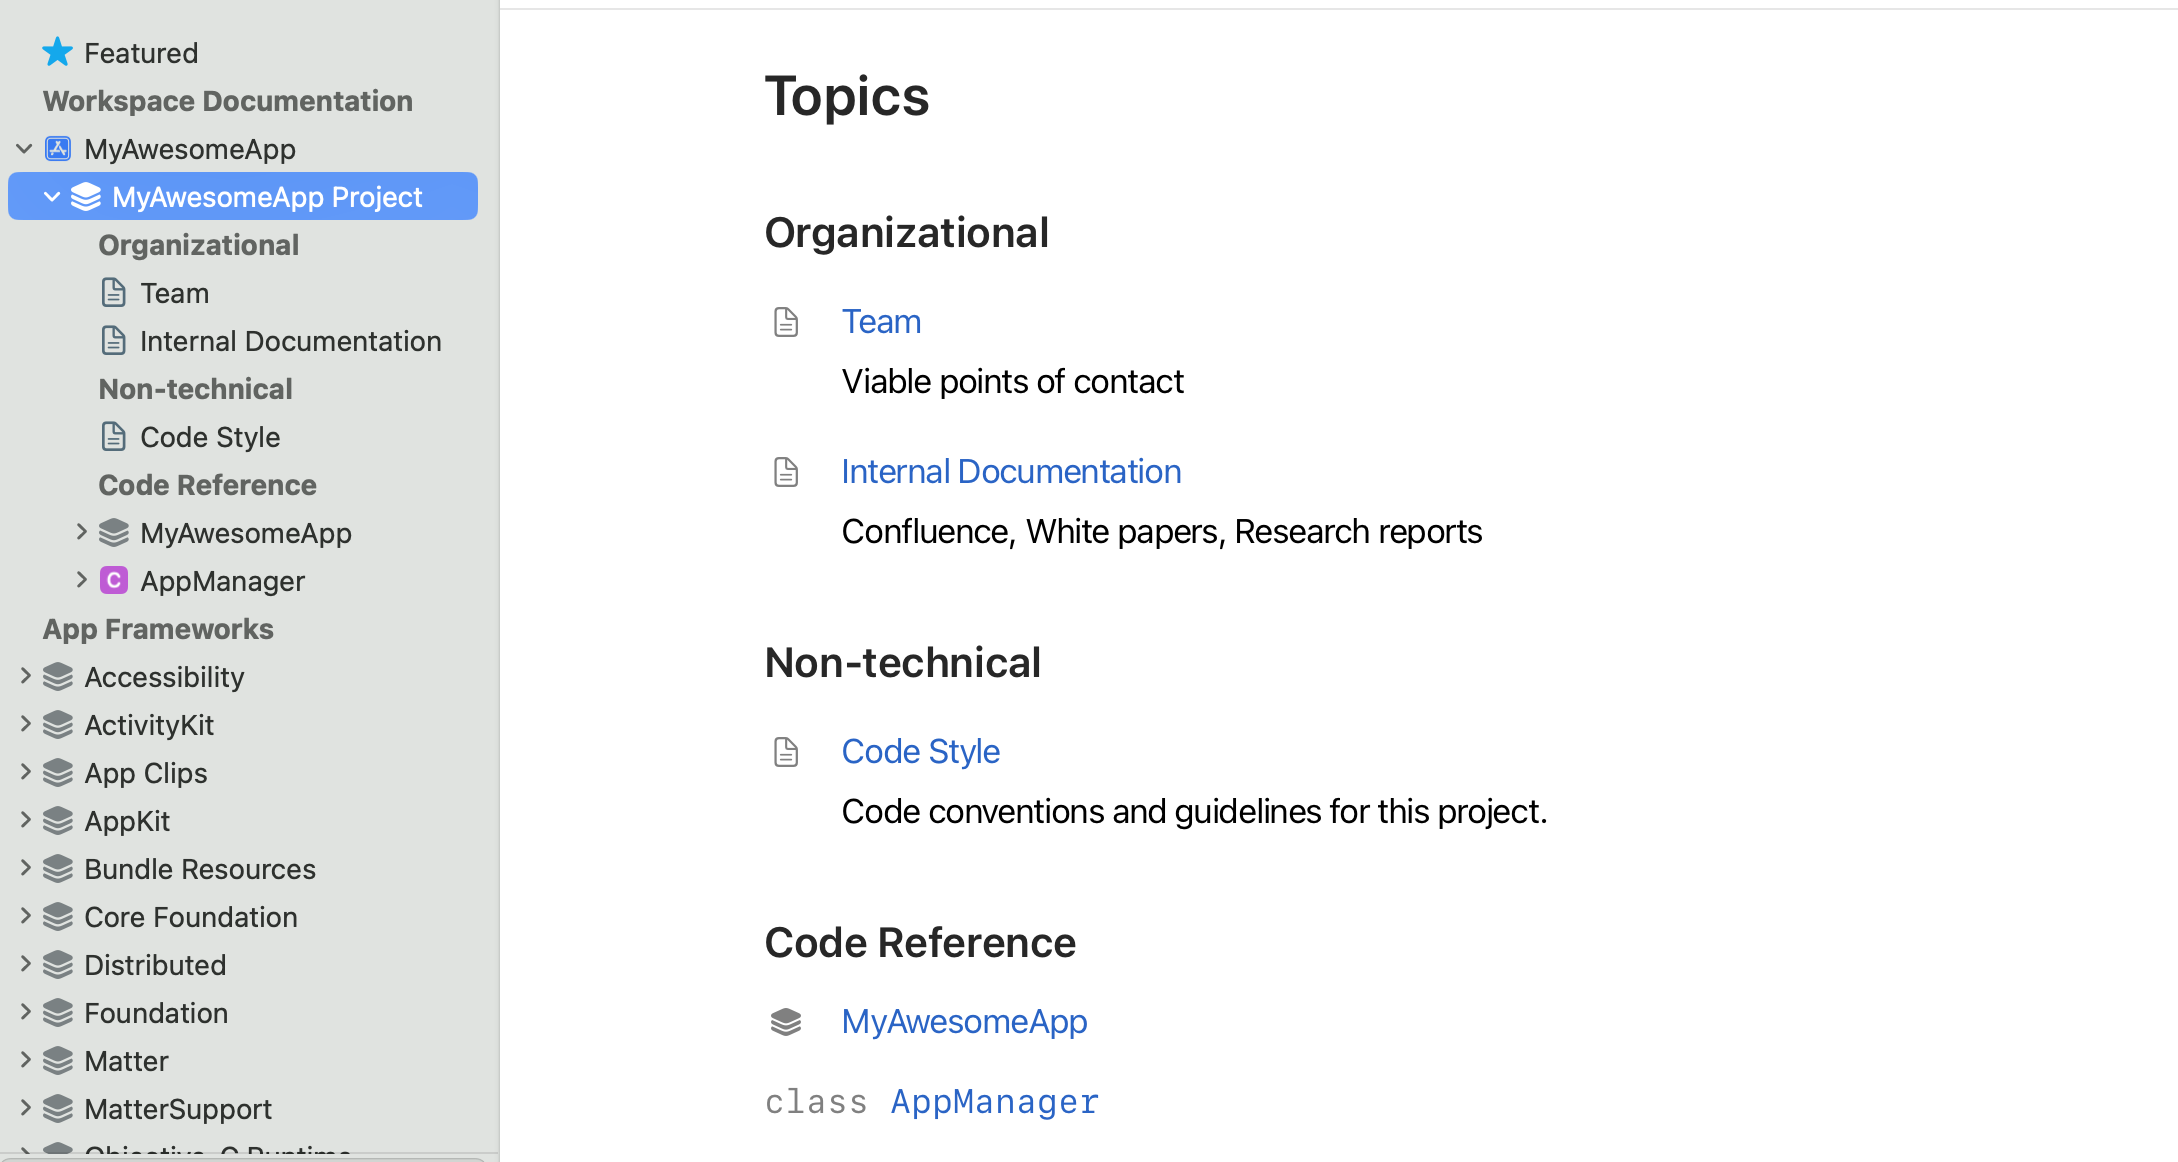 Featured
Workspace Documentation
MyAwesomeApp
MyAwesomeApp Project
Organizational
Team
Internal Documentation
Non-technical
Code Style
Code Reference
MyAwesomeApp
C AppManager
App Frameworks
Accessibility
ActivityKit
App Clips
AppKit
Bundle Resources
Core Foundation
Distributed
Foundation
Matter
MatterSupport
Objective-C Runtime
Topics
Organizational
Team
Viable points of contact
Internal Documentation
Confluence, White papers, Research reports
Non-technical
Code Style
Code conventions and guidelines for this project.
Code Reference
MyAwesomeApp
class AppManager